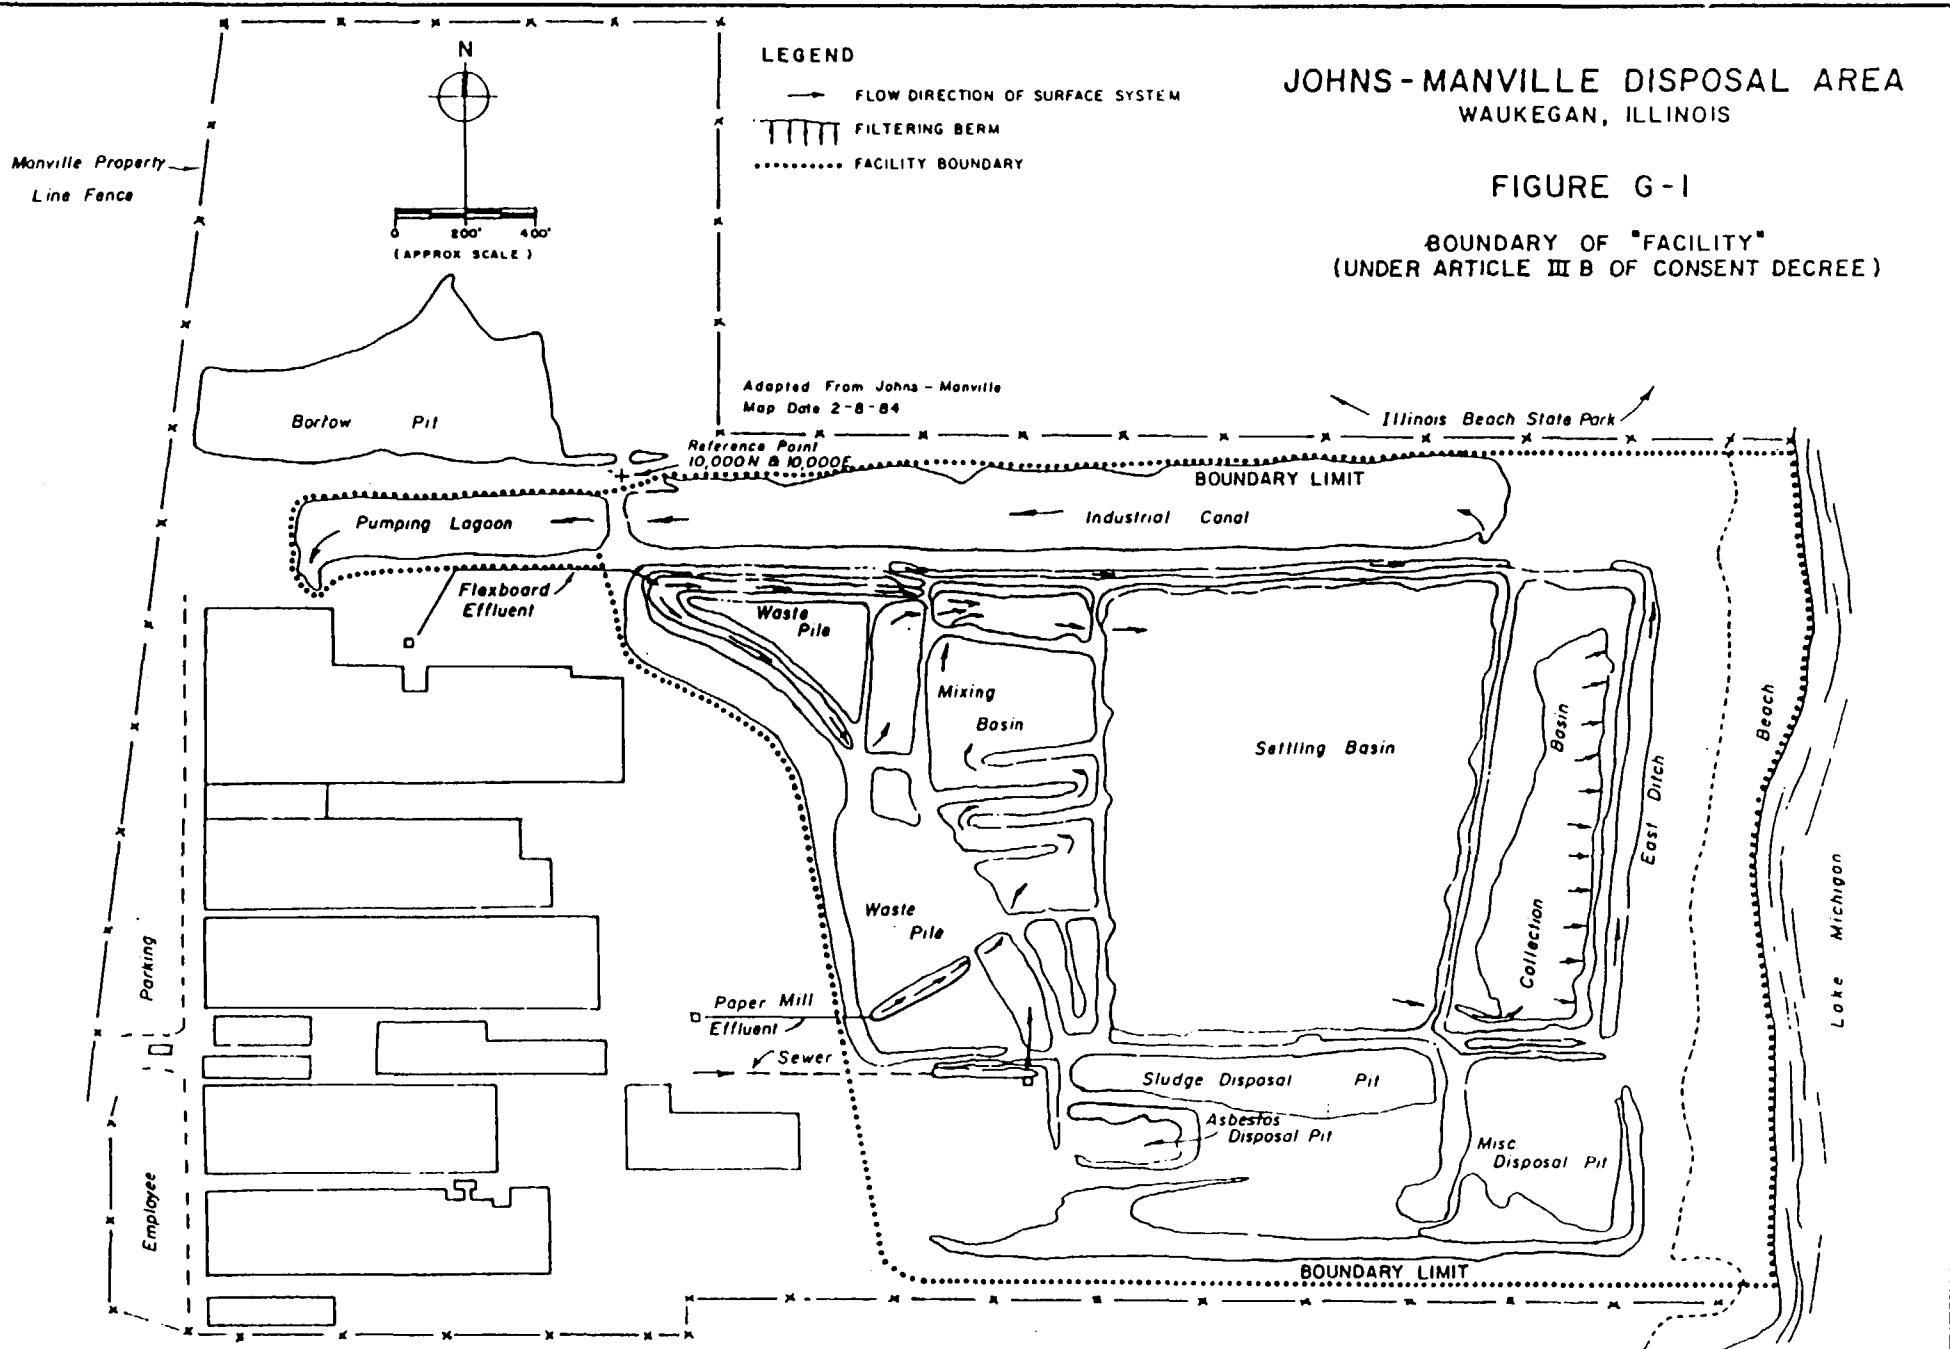 JOHNS-MANVILLE DISPOSAL AREA
WAUKEGAN, ILLINOIS
FIGURE G-1
BOUNDARY OF "FACILITY"
(UNDER ARTICLE III B OF CONSENT DECREE)
LEGEND
FLOW DIRECTION OF SURFACE SYSTEM
FILTERING BERM
FACILITY BOUNDARY
N
0 200' 400'
(APPROX SCALE)
Manville Property
Line Fence
Adapted From Johns-Manville
Map Date 2-8-84
Illinois Beach State Park
Borrow Pit
Reference Point
10,000N & 10,000E
BOUNDARY LIMIT
Pumping Lagoon
Industrial Canal
Flexboard
Effluent
Waste
Pile
Mixing
Basin
Settling Basin
Collection Basin
East Ditch
Beach
Lake Michigan
Waste
Pile
Paper Mill
Effluent
Sewer
Sludge Disposal Pit
Asbestos
Disposal Pit
Misc.
Disposal Pit
Employee Parking
BOUNDARY LIMIT